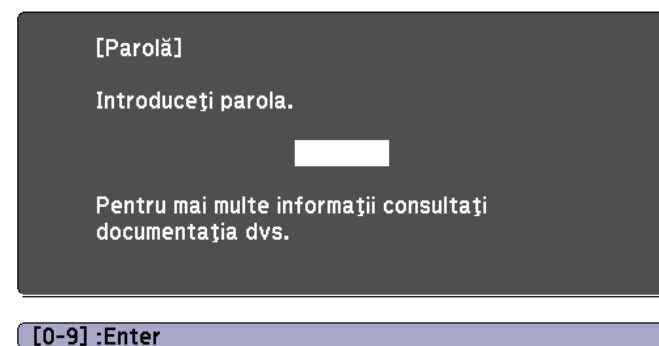 [Parolă]
Introduceţi parola.
Pentru mai multe informaţii consultaţi
documentaţia dvs.
[0-9] :Enter